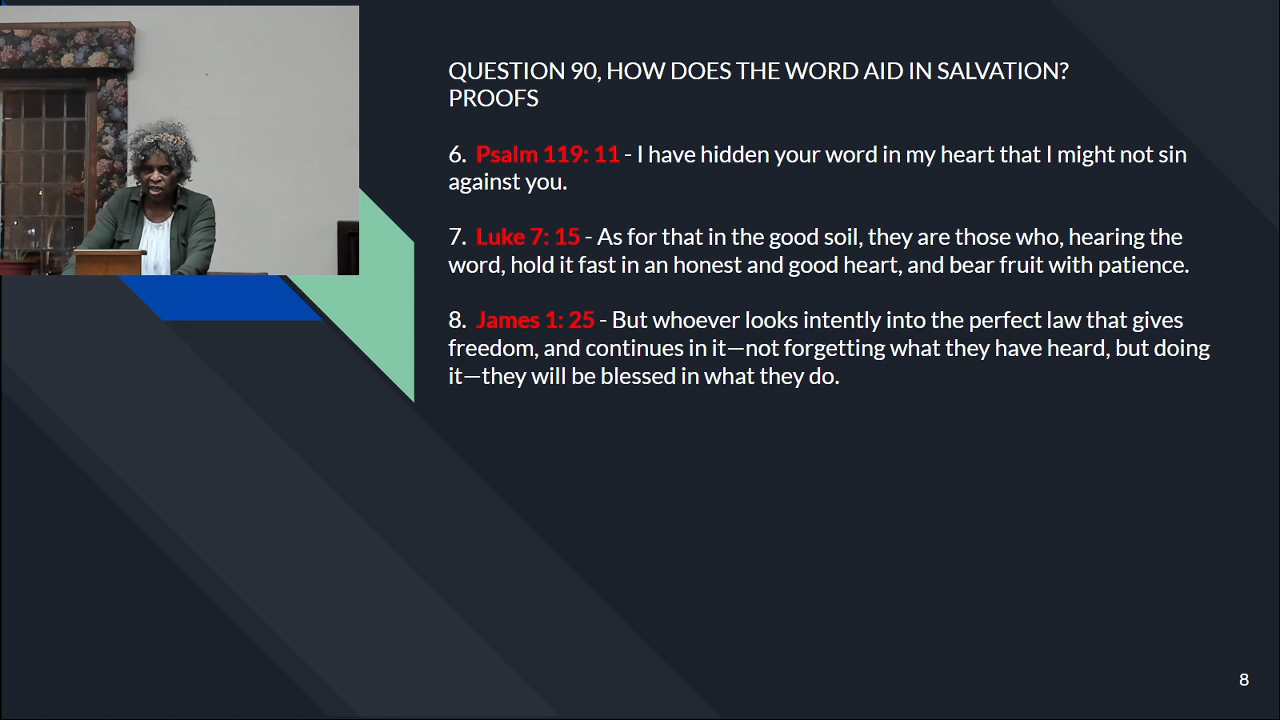 QUESTION 90, HOW DOES THE WORD AID IN SALVATION?
PROOFS
6. Psalm 119: 11 - I have hidden your word in my heart that I might not sin
against you.
7. Luke 7: 15 - As for that in the good soil, they are those who, hearing the
word, hold it fast in an honest and good heart, and bear fruit with patience.
8. James 1: 25 - But whoever looks intently into the perfect law that gives
freedom, and continues in it—not forgetting what they have heard, but doing
it—they will be blessed in what they do.
8